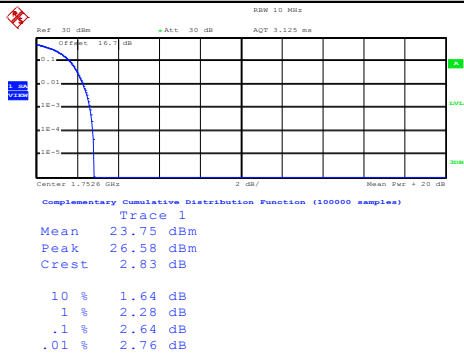 RBW 10 MHz
Ref 30 dBm *Att 30 dB AQT 3.125 ms
Offset 16.7 dB
0.1
A
1 SA
VIEW
0.01
1E-3
LVL
1E-4
1E-5
3DB
Center 1.7526 GHz 2 dB/ Mean Pwr + 20 dB
Complementary Cumulative Distribution Function (100000 samples)
Trace 1
Mean 23.75 dBm
Peak 26.58 dBm
Crest 2.83 dB
10 % 1.64 dB
1 % 2.28 dB
.1 % 2.64 dB
.01 % 2.76 dB